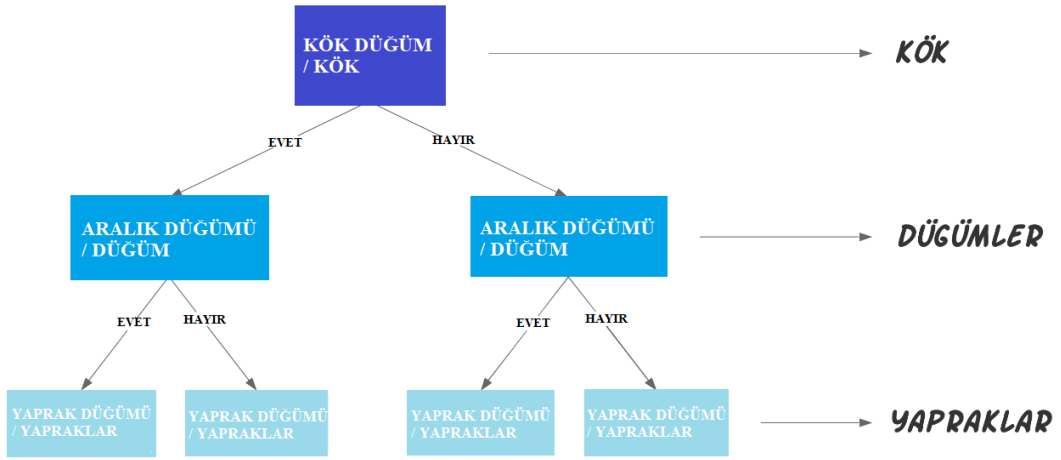 KÖK DÜĞÜM
/ KÖK
KÖK
EVET
HAYIR
ARALIK DÜĞÜMÜ
/ DÜĞÜM
ARALIK DÜĞÜMÜ
/ DÜĞÜM
DÜGÜMLER
EVET
HAYIR
EVET
HAYIR
YAPRAK DÜĞÜMÜ
/ YAPRAKLAR
YAPRAK DÜĞÜMÜ
/ YAPRAKLAR
YAPRAK DÜĞÜMÜ
/ YAPRAKLAR
YAPRAK DÜĞÜMÜ
/ YAPRAKLAR
YAPRAKLAR